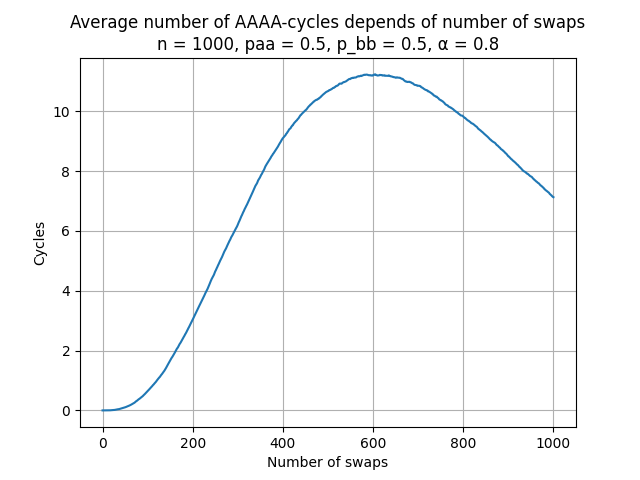 Average number of AAAA-cycles depends of number of swaps
n = 1000, paa = 0.5, p_bb = 0.5, α = 0.8
10
8
6
4
2
0
Cycles
0 200 400 600 800 1000
Number of swaps